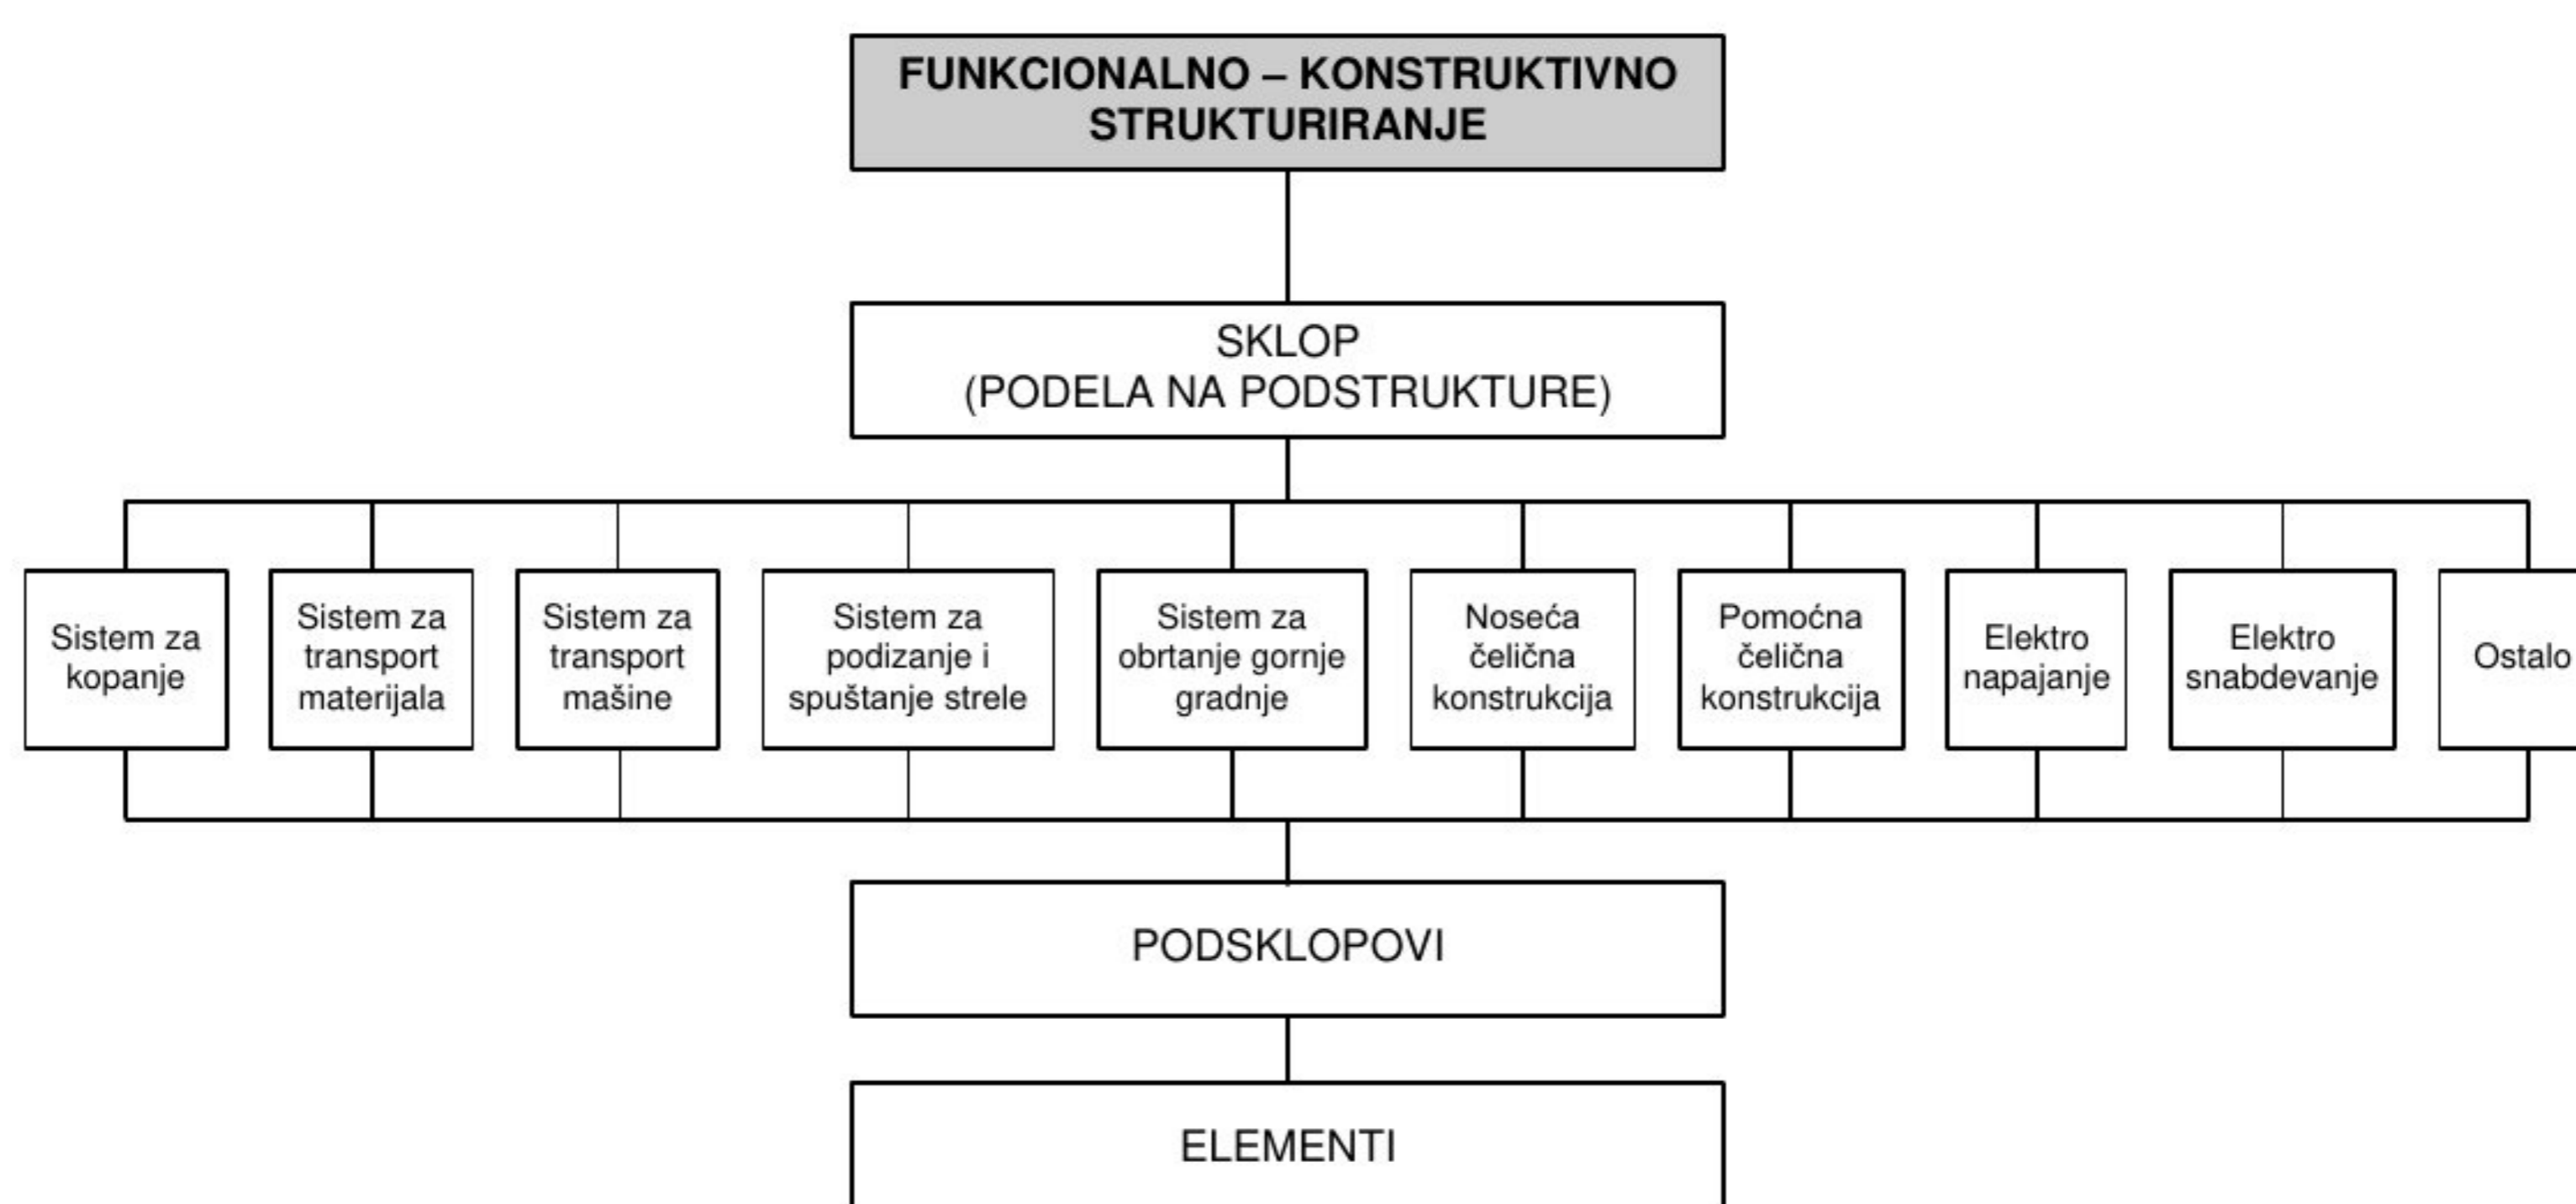 FUNKCIONALNO – KONSTRUKTIVNO
STRUKTURIRANJE
SKLOP
(PODELA NA PODSTRUKTURE)
Sistem za
kopanje
Sistem za
transport
materijala
Sistem za
transport
mašine
Sistem za
podizanje i
spuštanje strele
Sistem za
obrtanje gornje
gradnje
Noseća
čelična
konstrukcija
Pomoćna
čelična
konstrukcija
Elektro
napajanje
Elektro
snabdevanje
Ostalo
PODSKLOPOVI
ELEMENTI